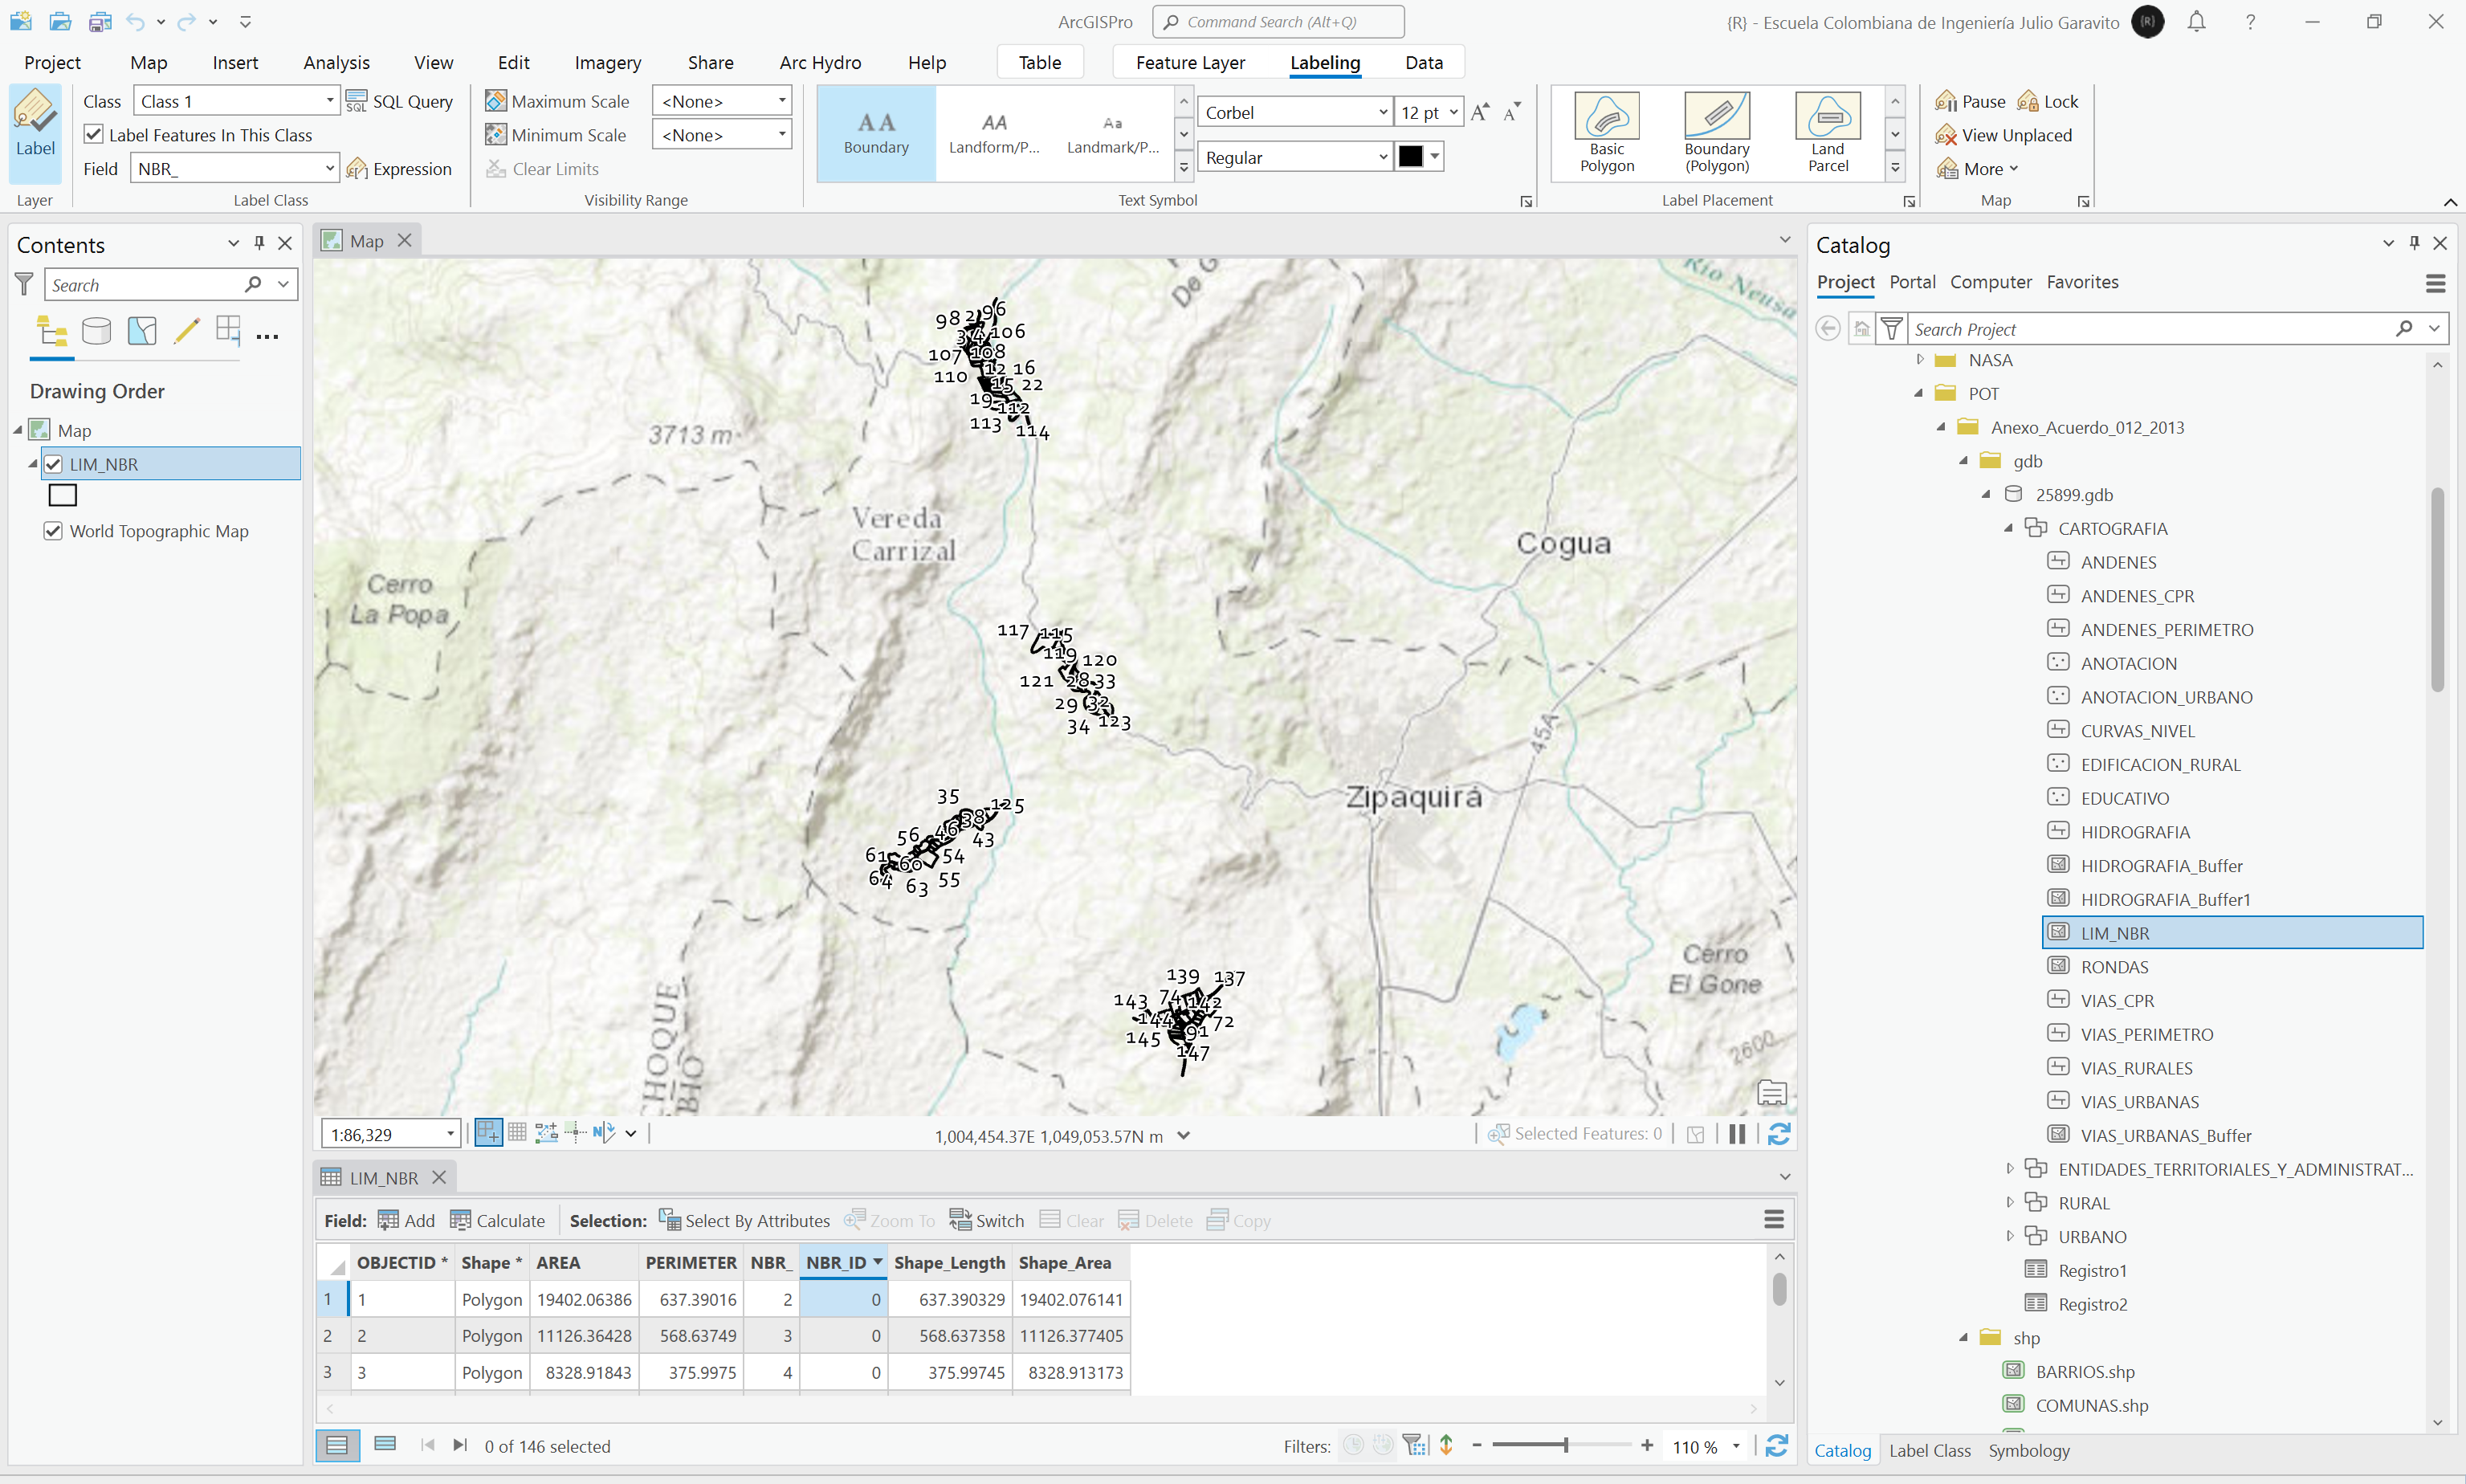 ArcGISPro
Command Search (Alt+Q)
{R} - Escuela Colombiana de Ingeniería Julio Garavito
{R}
?
Project Map Insert Analysis View Edit Imagery Share Arc Hydro Help Table Feature Layer Labeling Data
Label
Layer
Class Class 1 SQL Query
Label Features In This Class
Field NBR_ Expression
Label Class
Maximum Scale <None>
Minimum Scale <None>
Clear Limits
Visibility Range
AA AA Aa
Boundary Landform/P... Landmark/P...
Corbel 12 pt
Regular
Text Symbol
Basic Polygon
Boundary (Polygon)
Land Parcel
Label Placement
Pause Lock
View Unplaced
More
Map
Contents
Search
Drawing Order
Map
LIM_NBR
World Topographic Map
Map
De G
Río Neusa
98 2 96
3 4 106
107 108
110 12 16
15 22
19 112
113 114
3713 m
Vereda
Carrizal
Cogua
Cerro
La Popa
117 115
119 120
121 28 33
29 32
34 123
45A
Zipaquirá
35 125
38
56 46 43
61 60 54
64 63 55
Cerro
El Gone
139 137
143 74 142
144 72
145 91
147
2600
CHOQUE
BIO
1:86,329
1,004,454.37E 1,049,053.57N m
Selected Features: 0
LIM_NBR
Field: Add Calculate Selection: Select By Attributes Zoom To Switch Clear Delete Copy
OBJECTID * Shape * AREA PERIMETER NBR_ NBR_ID Shape_Length Shape_Area
1 1 Polygon 19402.06386 637.39016 2 0 637.390329 19402.076141
2 2 Polygon 11126.36428 568.63749 3 0 568.637358 11126.377405
3 3 Polygon 8328.91843 375.9975 4 0 375.99745 8328.913173
0 of 146 selected
Filters:
110 %
Catalog
Project Portal Computer Favorites
Search Project
NASA
POT
Anexo_Acuerdo_012_2013
gdb
25899.gdb
CARTOGRAFIA
ANDENES
ANDENES_CPR
ANDENES_PERIMETRO
ANOTACION
ANOTACION_URBANO
CURVAS_NIVEL
EDIFICACION_RURAL
EDUCATIVO
HIDROGRAFIA
HIDROGRAFIA_Buffer
HIDROGRAFIA_Buffer1
LIM_NBR
RONDAS
VIAS_CPR
VIAS_PERIMETRO
VIAS_RURALES
VIAS_URBANAS
VIAS_URBANAS_Buffer
ENTIDADES_TERRITORIALES_Y_ADMINISTRAT...
RURAL
URBANO
Registro1
Registro2
shp
BARRIOS.shp
COMUNAS.shp
Catalog Label Class Symbology